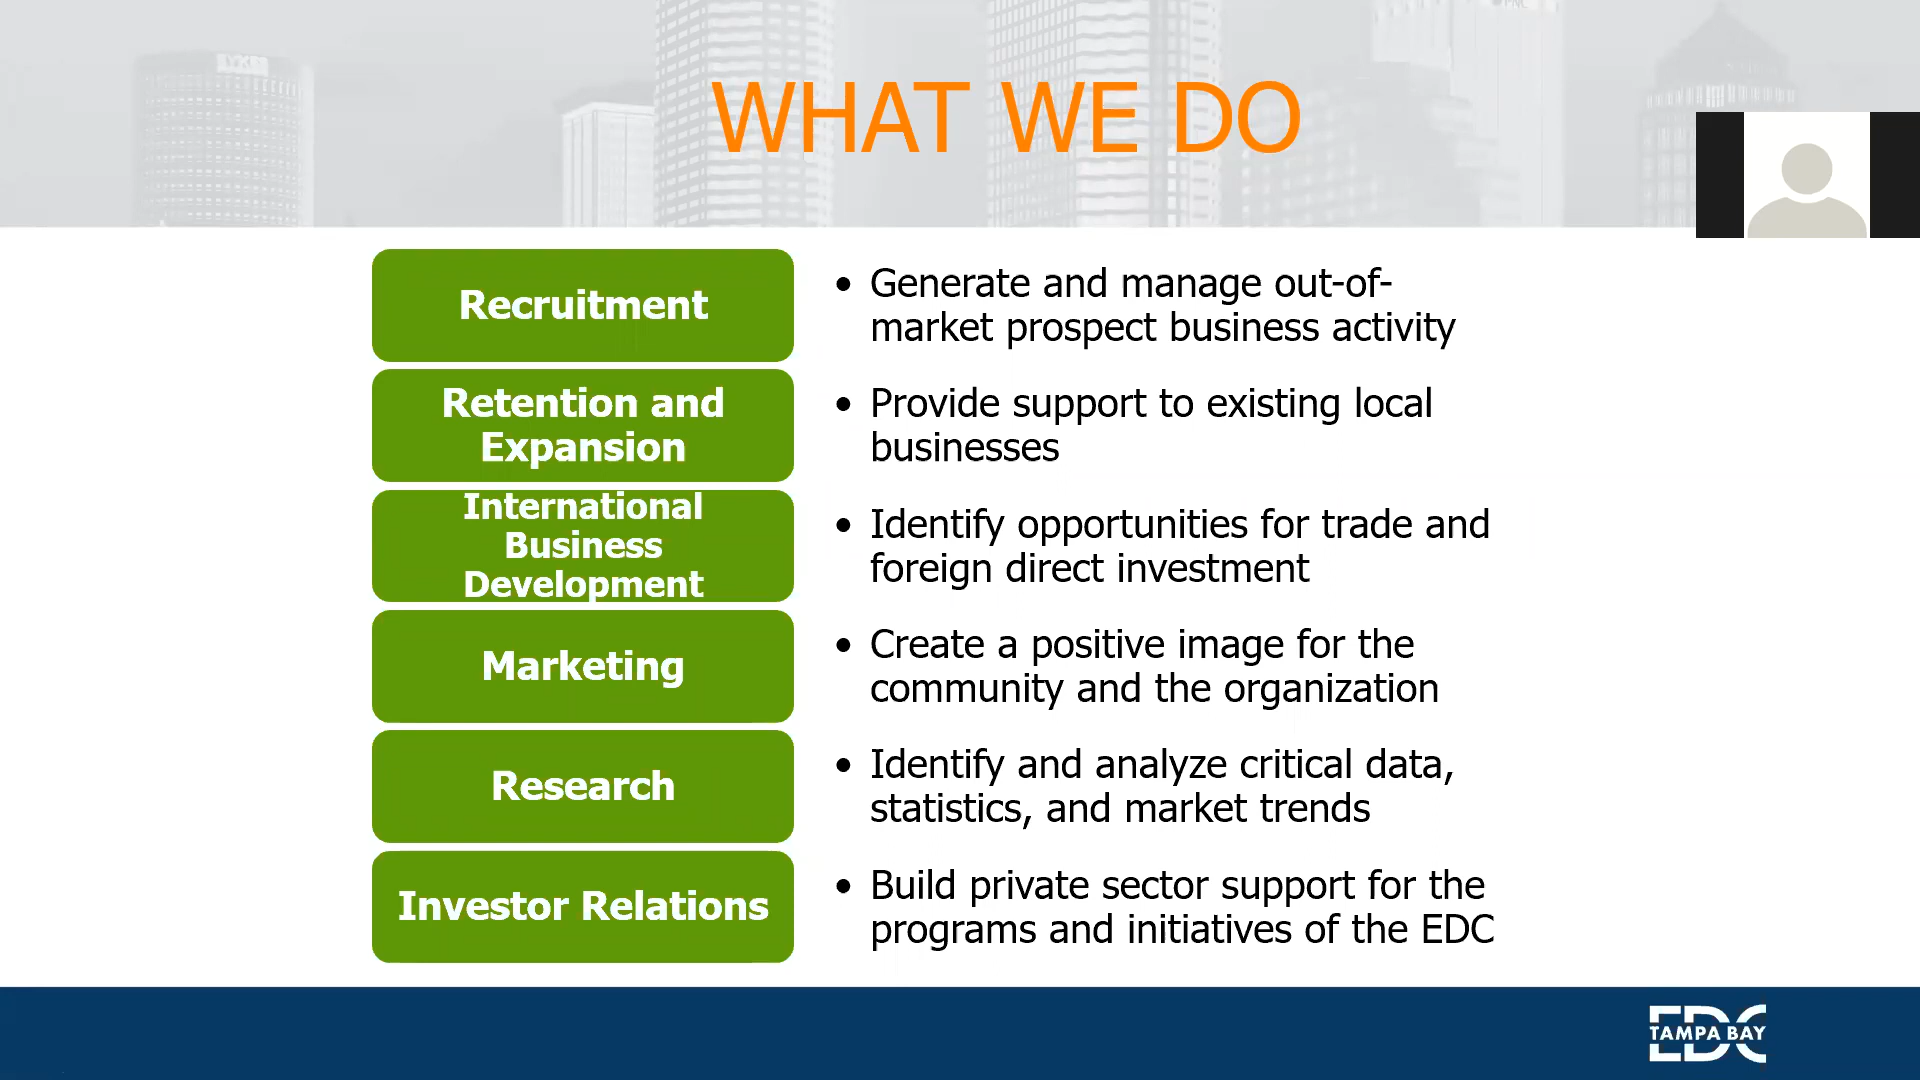 WHAT WE DO
Recruitment
• Generate and manage out-of-
market prospect business activity
Retention and
Expansion
• Provide support to existing local
businesses
International
Business
Development
• Identify opportunities for trade and
foreign direct investment
Marketing
• Create a positive image for the
community and the organization
Research
• Identify and analyze critical data,
statistics, and market trends
Investor Relations
• Build private sector support for the
programs and initiatives of the EDC
EDC
TAMPA BAY